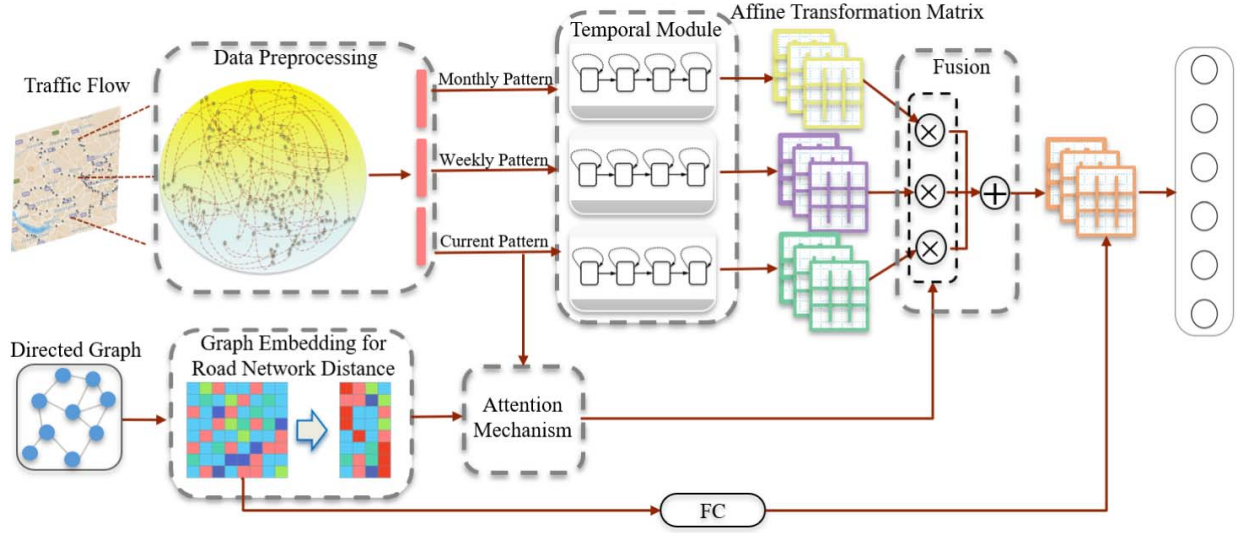 Affine Transformation Matrix
Temporal Module
Data Preprocessing
Fusion
Traffic Flow
Monthly Pattern
Weekly Pattern
Current Pattern
Directed Graph
Graph Embedding for
Road Network Distance
Attention
Mechanism
FC